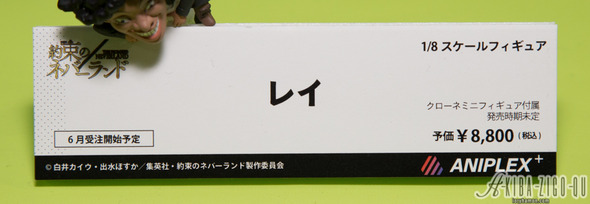 約束の
ネバーランド
1/8 スケールフィギュア
レイ
クローネミニフィギュア付属
発売時期未定
6月受注開始予定
予価¥8,800(税込)
© 白井カイウ・出水ぽすか/集英社・約束のネバーランド製作委員会
ANIPLEX+
AKIBA-ZIGO-QU